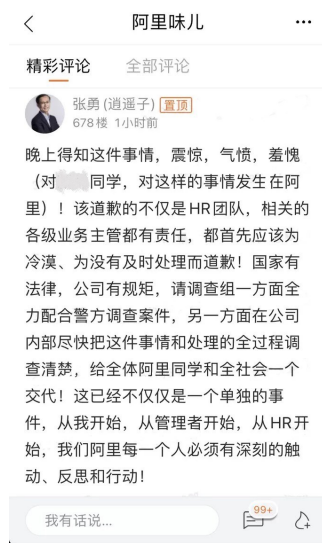 阿里味儿
精彩评论 全部评论
张勇(逍遥子) 置顶
678楼 1小时前
晚上得知这件事情，震惊，气愤，羞愧
（对 同学，对这样的事情发生在阿
里）！该道歉的不仅是HR团队，相关的
各级业务主管都有责任，都首先应该为
冷漠、为没有及时处理而道歉！国家有
法律，公司有规矩，请调查组一方面全
力配合警方调查案件，另一方面在公司
内部尽快把这件事情和处理的全过程调
查清楚，给全体阿里同学和全社会一个
交代！这已经不仅仅是一个单独的事
件，从我开始，从管理者开始，从HR开
始，我们阿里每一个人必须有深刻的触
动、反思和行动！
我有话说... 99+